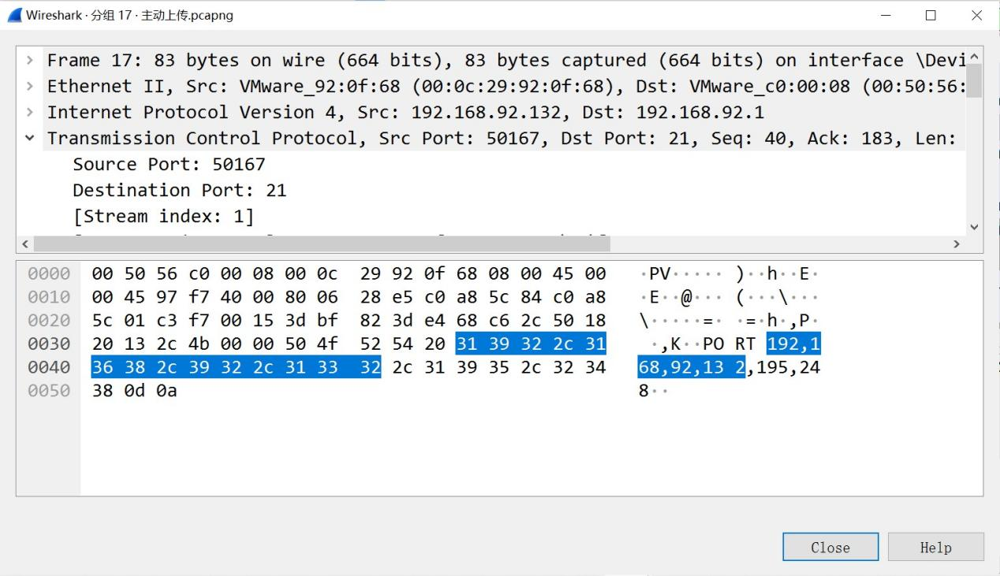 Wireshark · 分组 17 · 主动上传.pcapng
Frame 17: 83 bytes on wire (664 bits), 83 bytes captured (664 bits) on interface \Devi
Ethernet II, Src: VMware_92:0f:68 (00:0c:29:92:0f:68), Dst: VMware_c0:00:08 (00:50:56:
Internet Protocol Version 4, Src: 192.168.92.132, Dst: 192.168.92.1
Transmission Control Protocol, Src Port: 50167, Dst Port: 21, Seq: 40, Ack: 183, Len:
Source Port: 50167
Destination Port: 21
[Stream index: 1]
0000 00 50 56 c0 00 08 00 0c 29 92 0f 68 08 00 45 00 ·PV····· )··h··E·
0010 00 45 97 f7 40 00 80 06 28 e5 c0 a8 5c 84 c0 a8 ·E··@··· (···\···
0020 5c 01 c3 f7 00 15 3d bf 82 3d e4 68 c6 2c 50 18 \·····=· ·=·h·,P·
0030 20 13 2c 4b 00 00 50 4f 52 54 20 31 39 32 2c 31 ·,K··PO RT 192,1
0040 36 38 2c 39 32 2c 31 33 32 2c 31 39 35 2c 32 34 68,92,13 2,195,24
0050 38 0d 0a 8··
Close Help